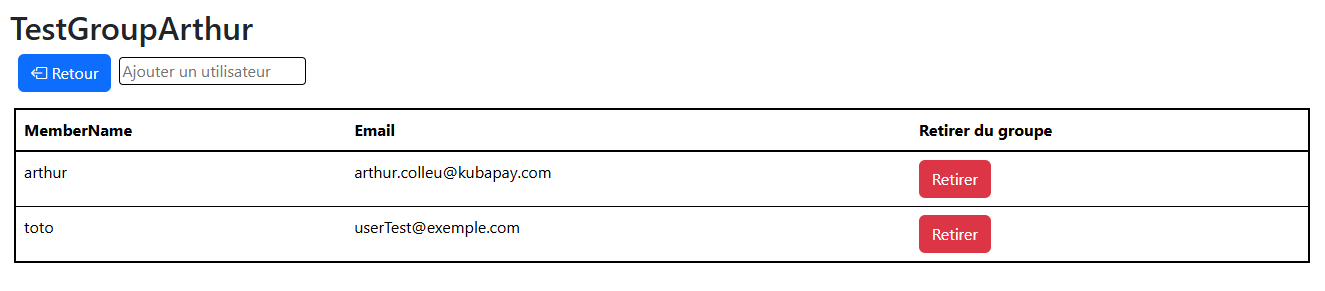 TestGroupArthur
Retour Ajouter un utilisateur
MemberName Email Retirer du groupe
arthur arthur.colleu@kubapay.com Retirer
toto userTest@exemple.com Retirer